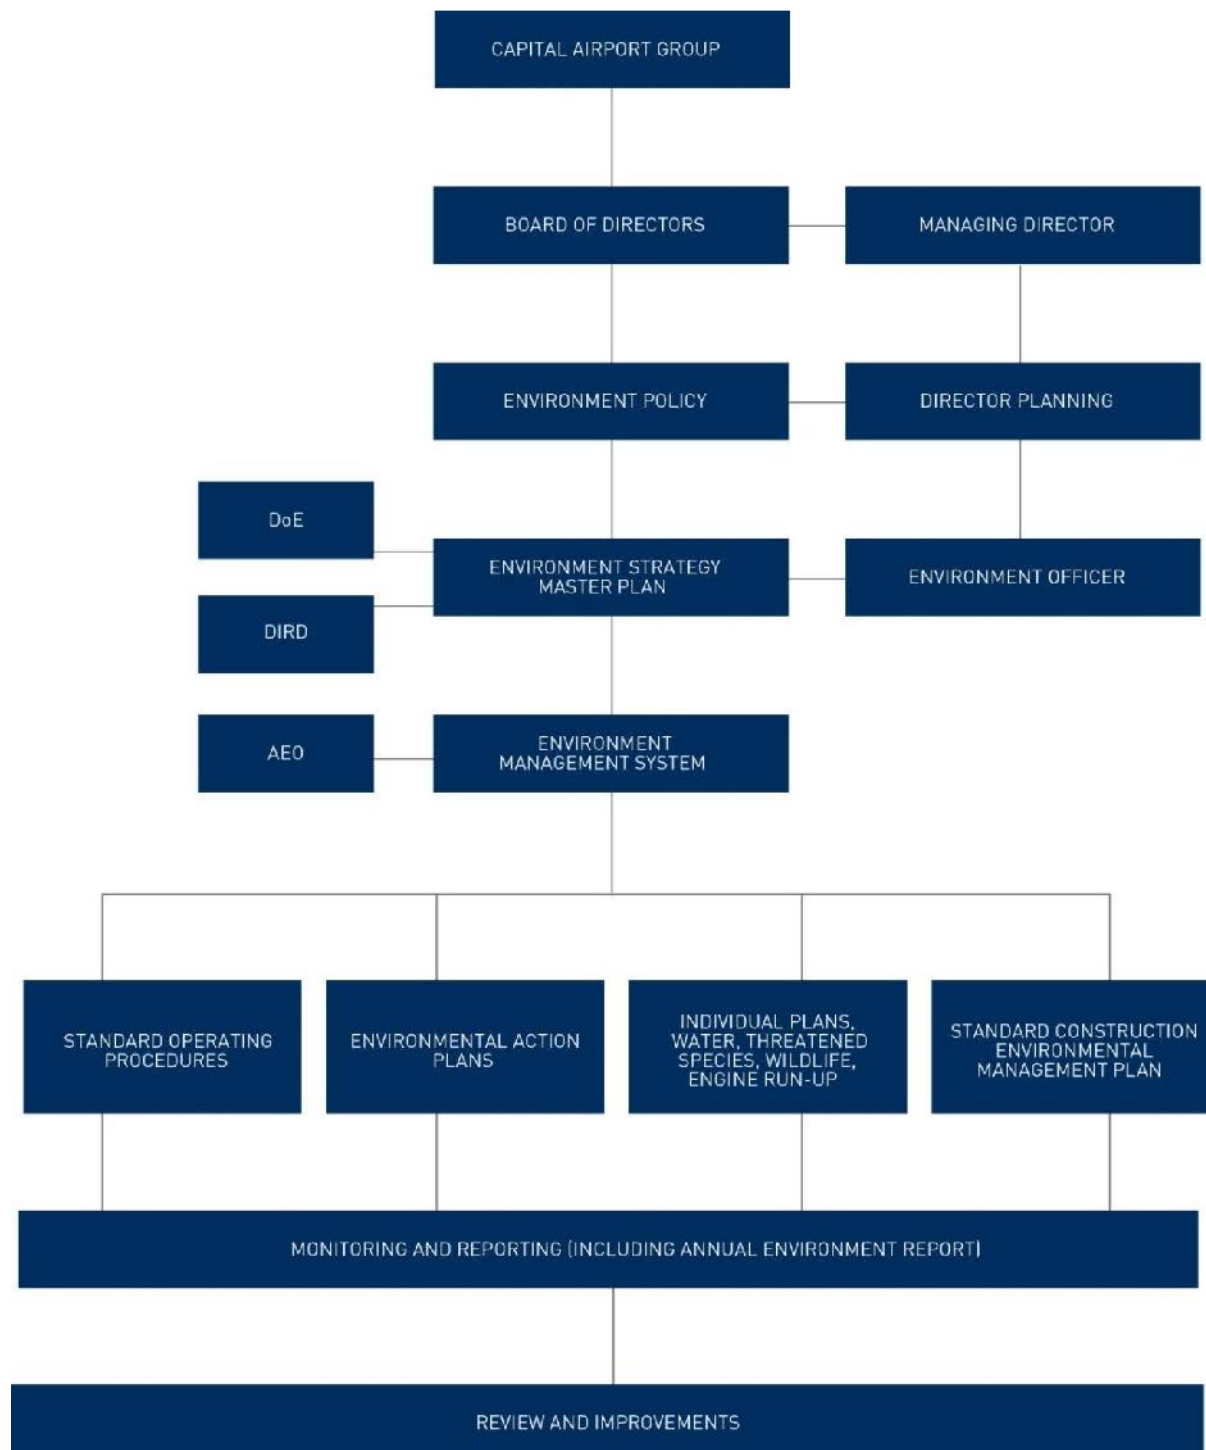 CAPITAL AIRPORT GROUP
BOARD OF DIRECTORS
MANAGING DIRECTOR
ENVIRONMENT POLICY
DIRECTOR PLANNING
DoE
ENVIRONMENT STRATEGY
MASTER PLAN
ENVIRONMENT OFFICER
DIRD
AEO
ENVIRONMENT
MANAGEMENT SYSTEM
STANDARD OPERATING
PROCEDURES
ENVIRONMENTAL ACTION
PLANS
INDIVIDUAL PLANS,
WATER, THREATENED
SPECIES, WILDLIFE,
ENGINE RUN-UP
STANDARD CONSTRUCTION
ENVIRONMENTAL
MANAGEMENT PLAN
MONITORING AND REPORTING (INCLUDING ANNUAL ENVIRONMENT REPORT)
REVIEW AND IMPROVEMENTS